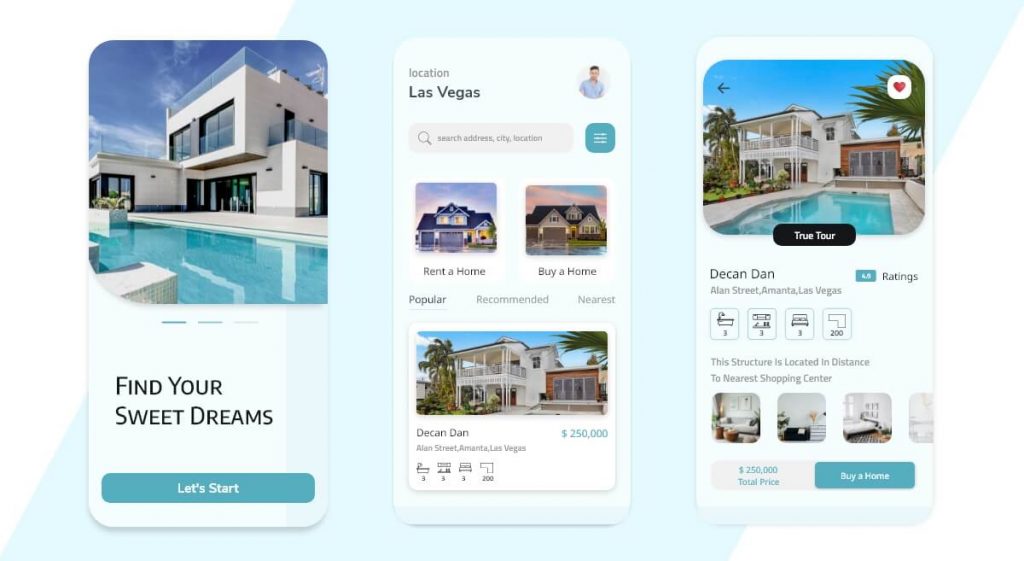 Find Your
Sweet Dreams
Let's Start
location
Las Vegas
search address, city, location
Rent a Home
Buy a Home
Popular
Recommended
Nearest
Decan Dan
$ 250,000
Alan Street,Amanta,Las Vegas
3
3
3
200
True Tour
Decan Dan
4.6
Ratings
Alan Street,Amanta,Las Vegas
3
3
3
200
This Structure Is Located In Distance
To Nearest Shopping Center
$ 250,000
Total Price
Buy a Home